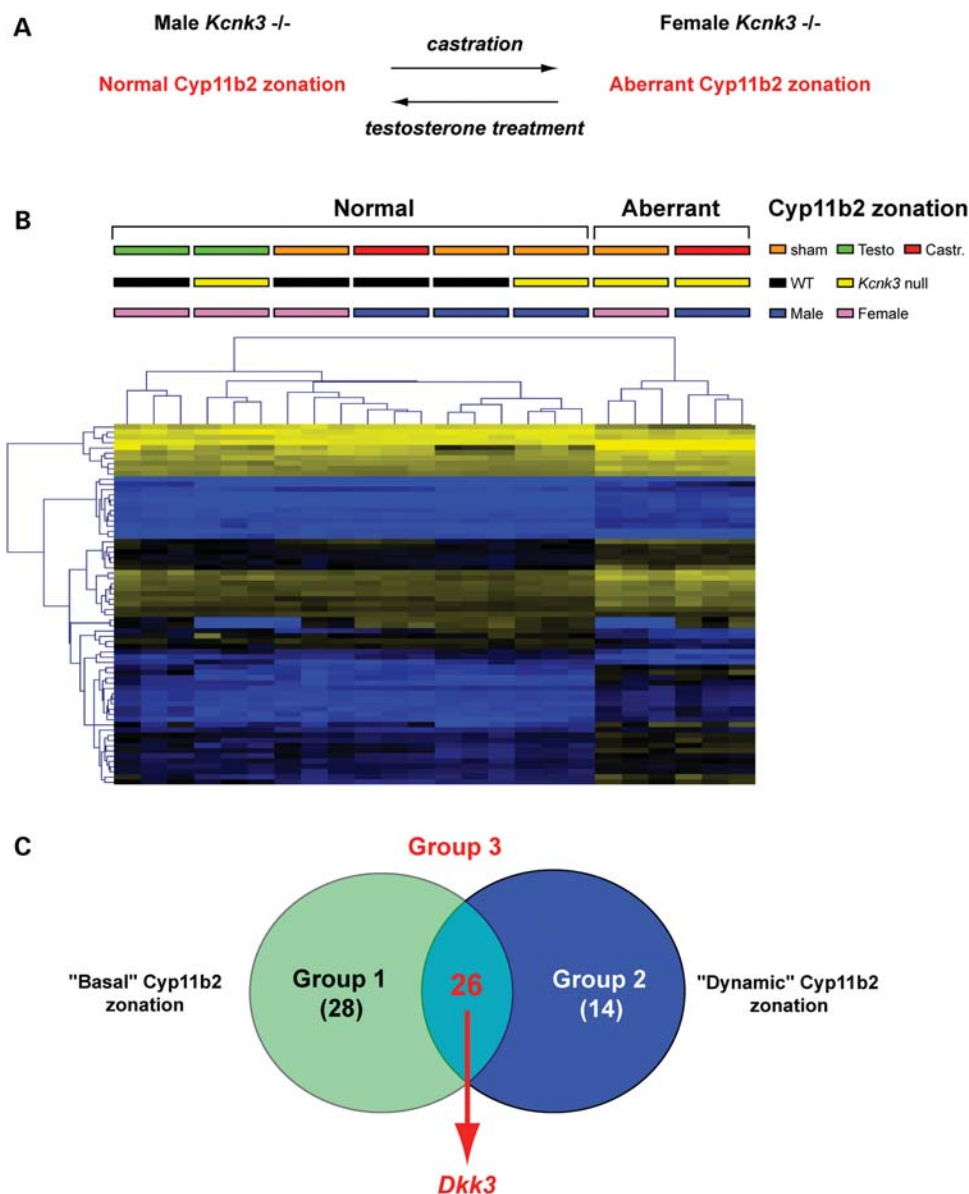 A
Male Kcnk3 -/-
Female Kcnk3 -/-
castration
Normal Cyp11b2 zonation
Aberrant Cyp11b2 zonation
testosterone treatment
B
Normal
Aberrant
Cyp11b2 zonation
sham
Testo
Castr.
WT
Kcnk3 null
Male
Female
C
Group 3
"Basal" Cyp11b2
zonation
Group 1
(28)
26
Group 2
(14)
"Dynamic" Cyp11b2
zonation
Dkk3